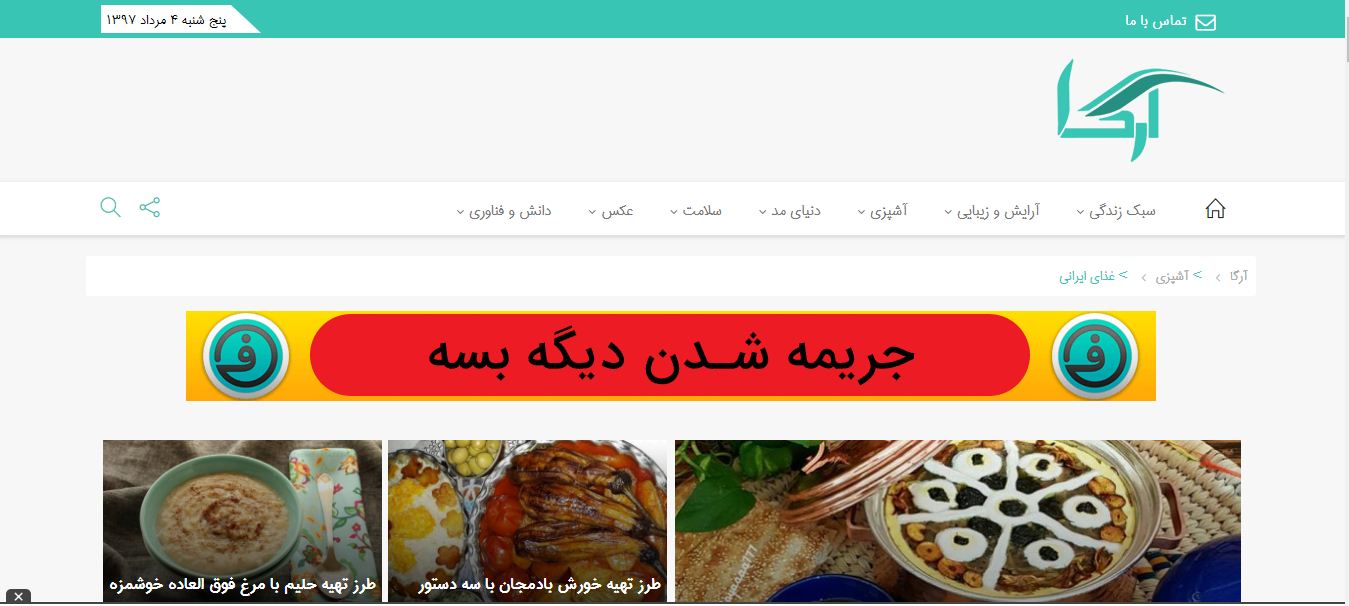 تماس با ما
پنج شنبه ۴ مرداد ۱۳۹۷
آرگا
سبک زندگی
آرایش و زیبایی
آشپزی
دنیای مد
سلامت
عکس
دانش و فناوری
آرگا › > آشپزی › > غذای ایرانی
جریمه شـدن دیگه بسه
طرز تهیه خورش بادمجان با سه دستور
طرز تهیه حلیم با مرغ فوق العاده خوشمزه